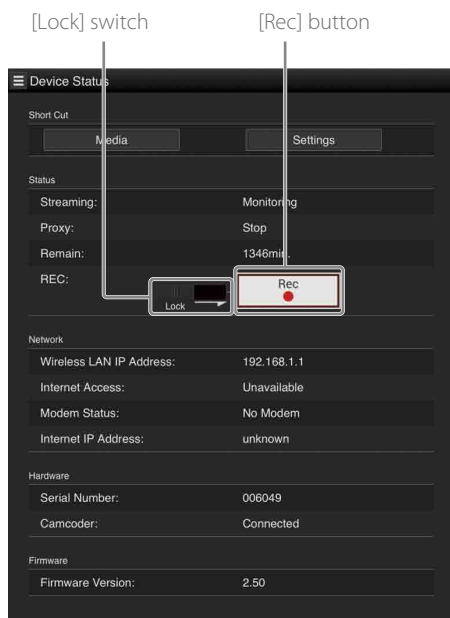 [Lock] switch [Rec] button
Device Status
Short Cut
Media Settings
Status
Streaming: Monitoring
Proxy: Stop
Remain: 1346min.
REC: Rec
Lock
Network
Wireless LAN IP Address: 192.168.1.1
Internet Access: Unavailable
Modem Status: No Modem
Internet IP Address: unknown
Hardware
Serial Number: 006049
Camcoder: Connected
Firmware
Firmware Version: 2.50